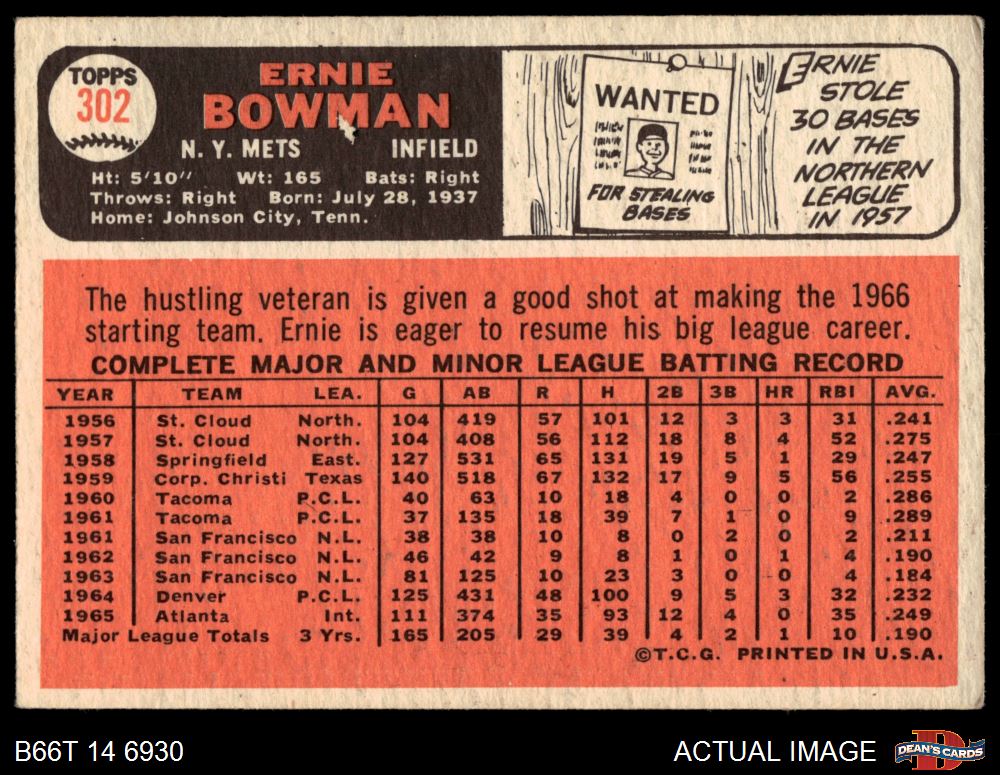 TOPPS
302
ERNIE
BOWMAN
N. Y. METS INFIELD
Ht: 5'10" Wt: 165 Bats: Right
Throws: Right Born: July 28, 1937
Home: Johnson City, Tenn.
WANTED
FOR STEALING
BASES
ERNIE
STOLE
30 BASES
IN THE
NORTHERN
LEAGUE
IN 1957
The hustling veteran is given a good shot at making the 1966
starting team. Ernie is eager to resume his big league career.
COMPLETE MAJOR AND MINOR LEAGUE BATTING RECORD
YEAR TEAM LEA. G AB R H 2B 3B HR RBI AVG.
1956 St. Cloud North. 104 419 57 101 12 3 3 31 .241
1957 St. Cloud North. 104 408 56 112 18 8 4 52 .275
1958 Springfield East. 127 531 65 131 19 5 1 29 .247
1959 Corp. Christi Texas 140 518 67 132 17 9 5 56 .255
1960 Tacoma P.C.L. 40 63 10 18 4 0 0 2 .286
1961 Tacoma P.C.L. 37 135 18 39 7 1 0 9 .289
1961 San Francisco N.L. 38 38 10 8 0 2 0 2 .211
1962 San Francisco N.L. 46 42 9 8 1 0 1 4 .190
1963 San Francisco N.L. 81 125 10 23 3 0 0 4 .184
1964 Denver P.C.L. 125 431 48 100 9 5 3 32 .232
1965 Atlanta Int. 111 374 35 93 12 4 0 35 .249
Major League Totals 3 Yrs. 165 205 29 39 4 2 1 10 .190
©T.C.G. PRINTED IN U.S.A.
B66T 14 6930
ACTUAL IMAGE
DEAN'S CARDS